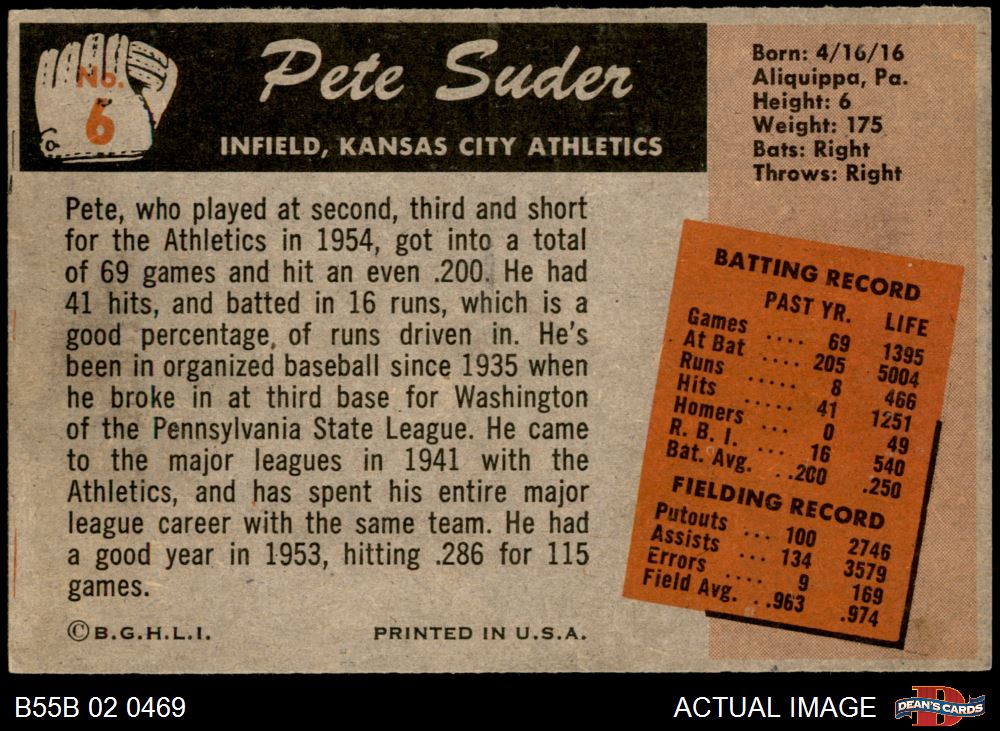 No.
6
Pete Suder
INFIELD, KANSAS CITY ATHLETICS
Born: 4/16/16
Aliquippa, Pa.
Height: 6
Weight: 175
Bats: Right
Throws: Right
Pete, who played at second, third and short
for the Athletics in 1954, got into a total
of 69 games and hit an even .200. He had
41 hits, and batted in 16 runs, which is a
good percentage of runs driven in. He's
been in organized baseball since 1935 when
he broke in at third base for Washington
of the Pennsylvania State League. He came
to the major leagues in 1941 with the
Athletics, and has spent his entire major
league career with the same team. He had
a good year in 1953, hitting .286 for 115
games.
BATTING RECORD
PAST YR. LIFE
Games .... 69 1395
At Bat .... 205 5004
Runs ..... 8 466
Hits ..... 41 1251
Homers ... 0 49
R. B. I. ... 16 540
Bat. Avg. ...200 .250
FIELDING RECORD
Putouts ... 100 2746
Assists ... 134 3579
Errors .... 9 169
Field Avg. ..963 .974
©B.G.H.L.I. PRINTED IN U.S.A.
B55B 02 0469 ACTUAL IMAGE
D
DEAN'S CARDS